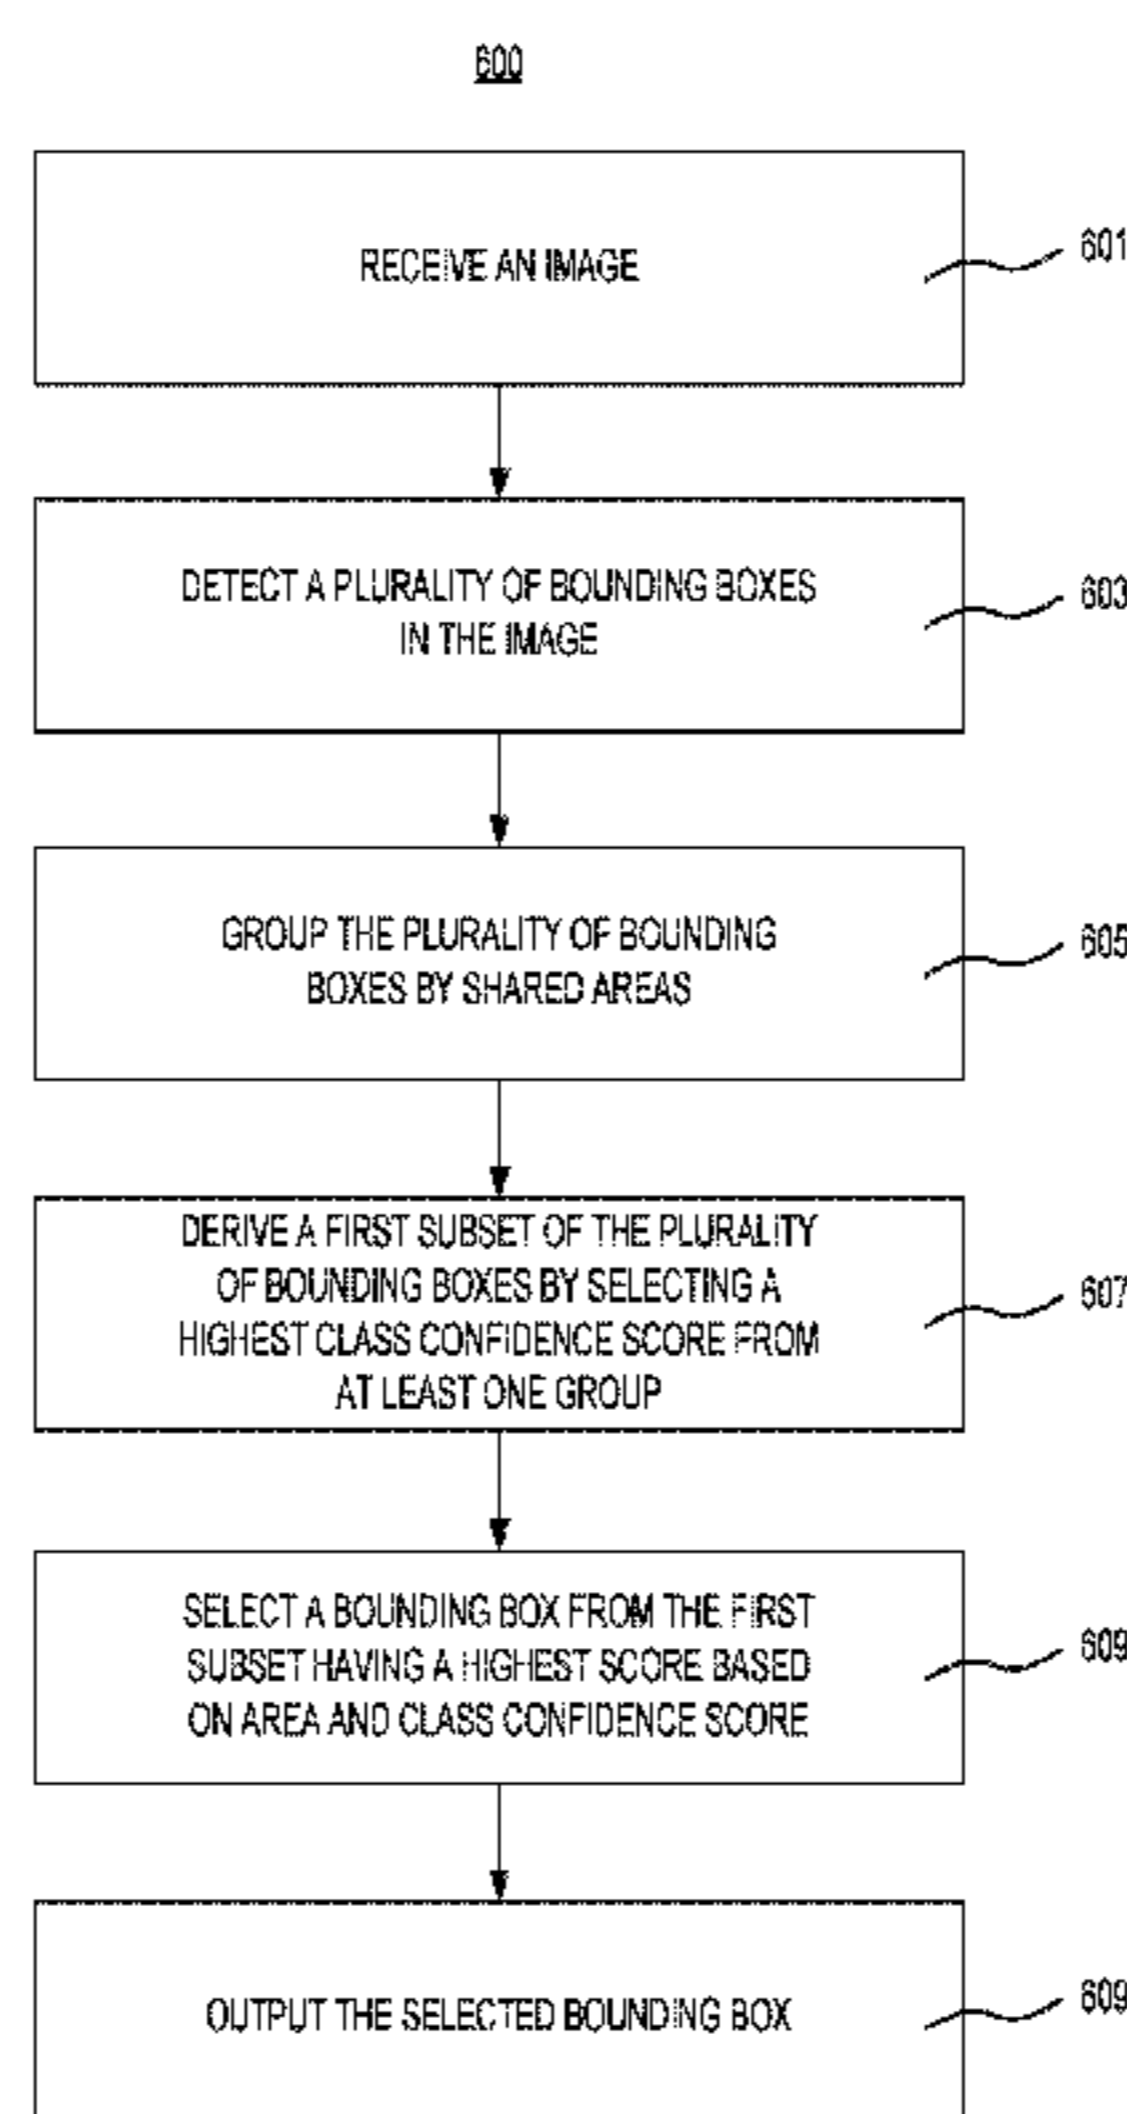 600
RECEIVE AN IMAGE
601
DETECT A PLURALITY OF BOUNDING BOXES
IN THE IMAGE
603
GROUP THE PLURALITY OF BOUNDING
BOXES BY SHARED AREAS
605
DERIVE A FIRST SUBSET OF THE PLURALITY
OF BOUNDING BOXES BY SELECTING A
HIGHEST CLASS CONFIDENCE SCORE FROM
AT LEAST ONE GROUP
607
SELECT A BOUNDING BOX FROM THE FIRST
SUBSET HAVING A HIGHEST SCORE BASED
ON AREA AND CLASS CONFIDENCE SCORE
609
OUTPUT THE SELECTED BOUNDING BOX
609